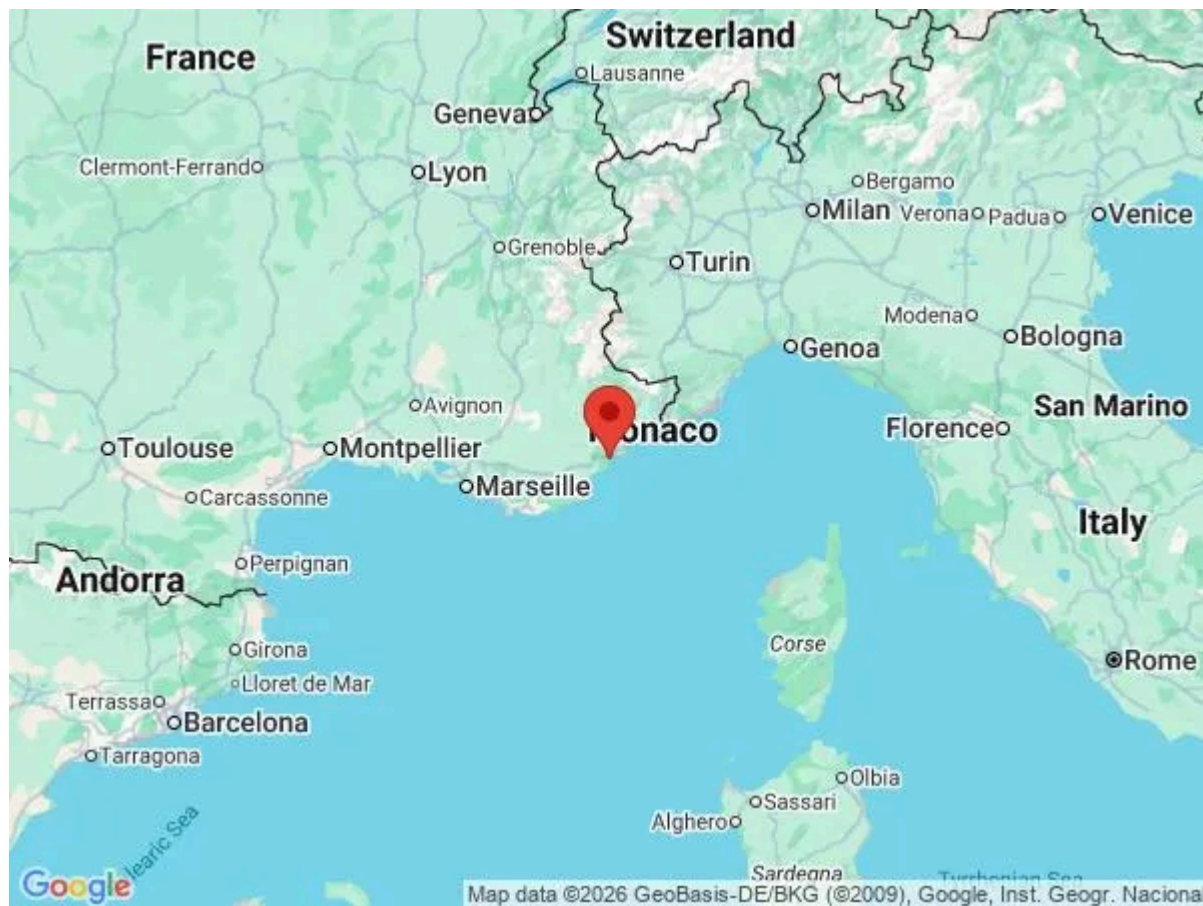 France
Switzerland
Lausanne
Geneva
Clermont-Ferrand
Lyon
Bergamo
Milan
Verona
Padua
Venice
Grenoble
Turin
Modena
Bologna
Genoa
Avignon
San Marino
Florence
Toulouse
Montpellier
Marseille
Carcassonne
Italy
Perpignan
Andorra
Corse
Girona
Rome
Lloret de Mar
Terrassa
Barcelona
Tarragona
Olbia
Sassari
Alghero
Sea
Sardegna
Google
Map data ©2026 GeoBasis-DE/BKG (©2009), Google, Inst. Geogr. Naciona